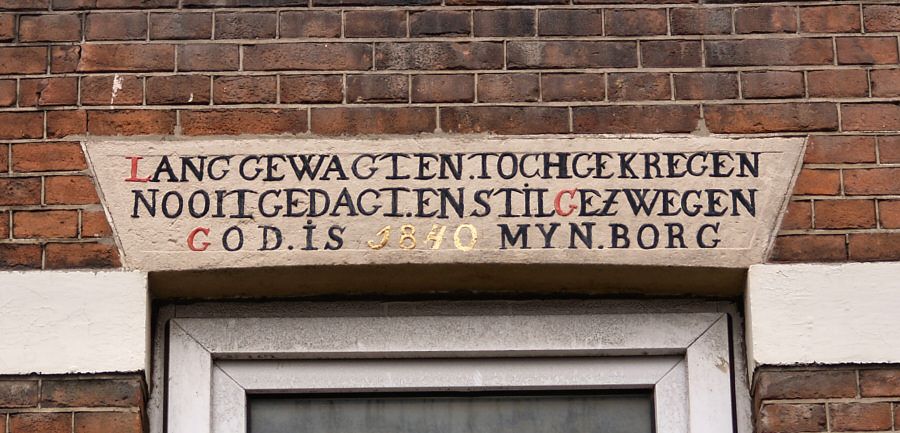 LANG GEWAGT EN.TOCH GEKREGEN
NOOIT GEDAGT.EN STIL GEZWEGEN
GOD.iS 1840 MYN.BORG